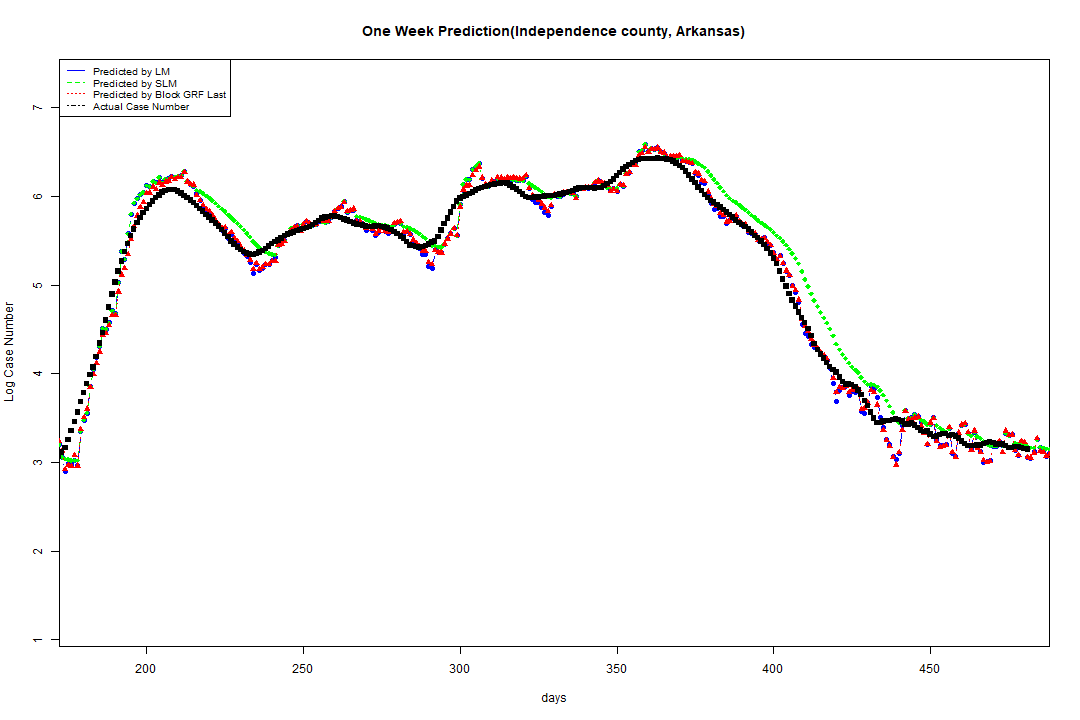 One Week Prediction(Independence county, Arkansas)
Predicted by LM
Predicted by SLM
Predicted by Block GRF Last
Actual Case Number
7
6
5
4
3
2
1
Log Case Number
200 250 300 350 400 450
days